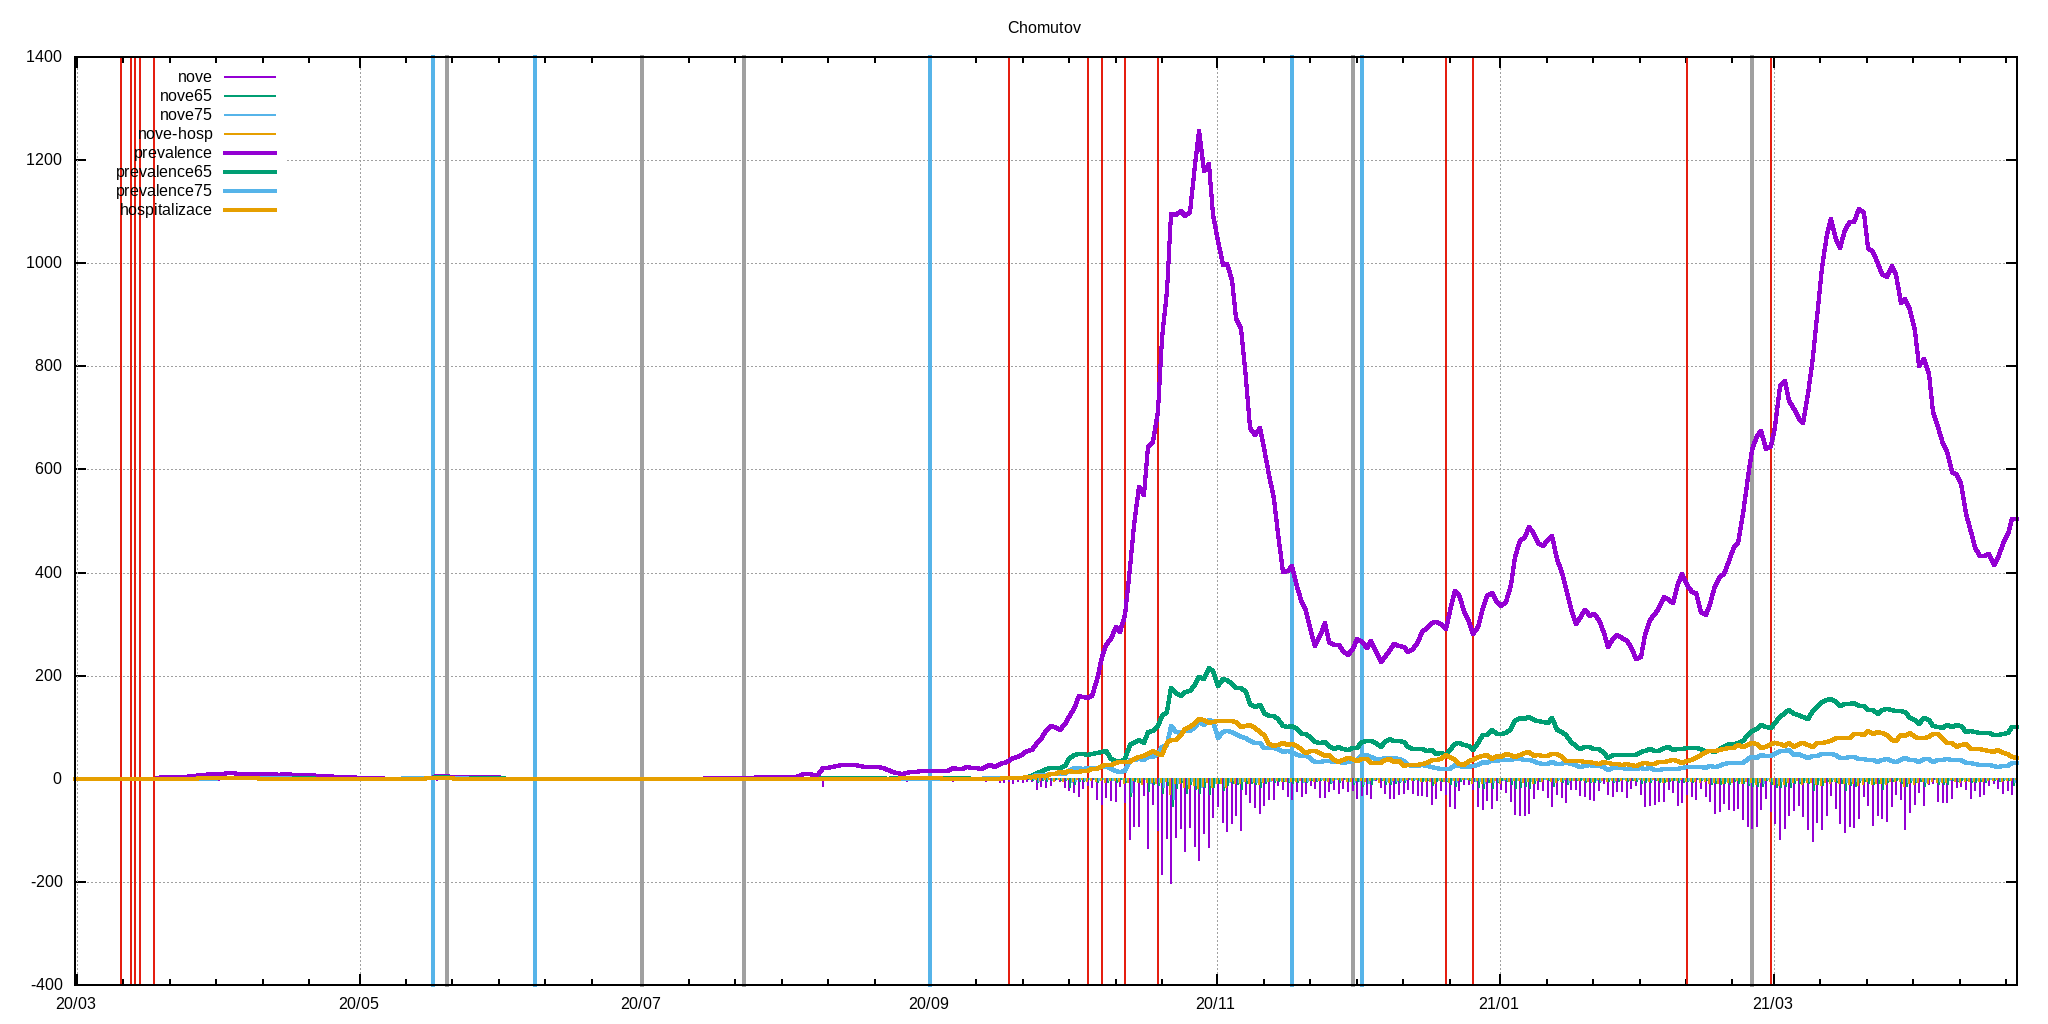 Chomutov
1400
1200
1000
800
600
400
200
0
-200
-400
nove
nove65
nove75
nove-hosp
prevalence
prevalence65
prevalence75
hospitalizace
20/03 20/05 20/07 20/09 20/11 21/01 21/03